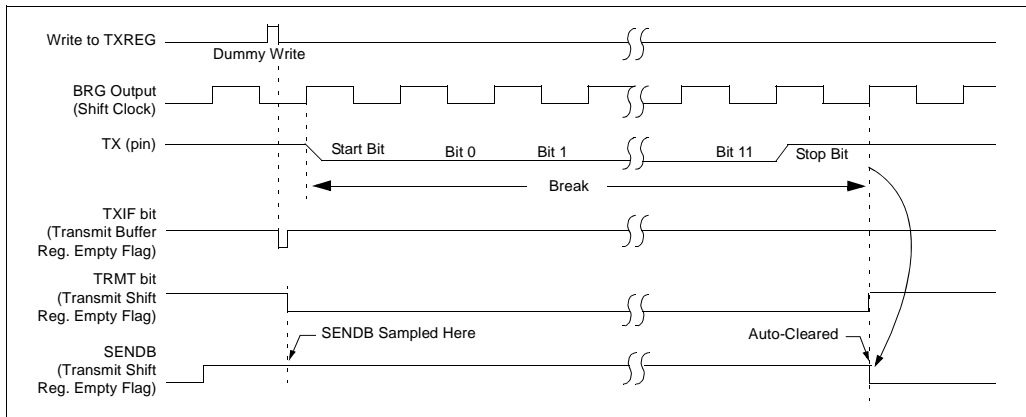 Write to TXREG
Dummy Write
BRG Output
(Shift Clock)
TX (pin)
Start Bit
Bit 0
Bit 1
Bit 11
Stop Bit
Break
TXIF bit
(Transmit Buffer
Reg. Empty Flag)
TRMT bit
(Transmit Shift
Reg. Empty Flag)
SENDB Sampled Here
Auto-Cleared
SENDB
(Transmit Shift
Reg. Empty Flag)